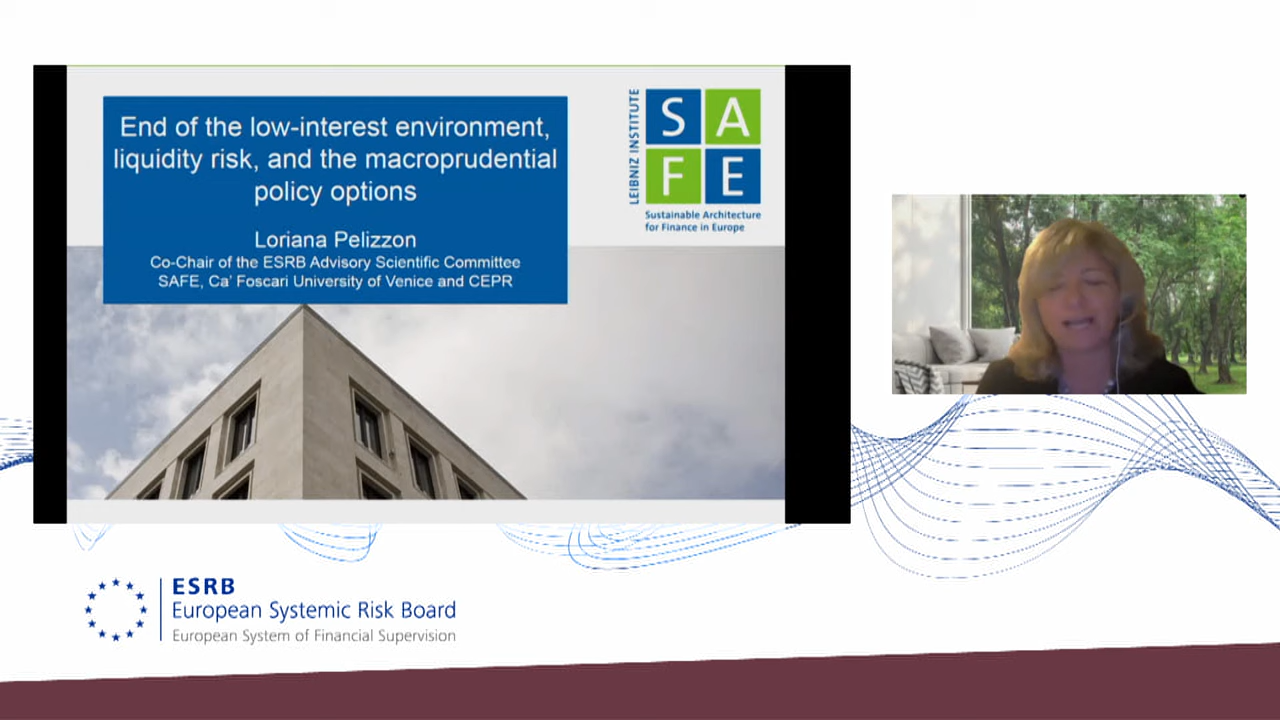 End of the low-interest environment,
liquidity risk, and the macroprudential
policy options
Loriana Pelizzon
Co-Chair of the ESRB Advisory Scientific Committee
SAFE, Ca' Foscari University of Venice and CEPR
LEIBNIZ INSTITUTE
S A
F E
Sustainable Architecture
for Finance in Europe
ESRB
European Systemic Risk Board
European System of Financial Supervision